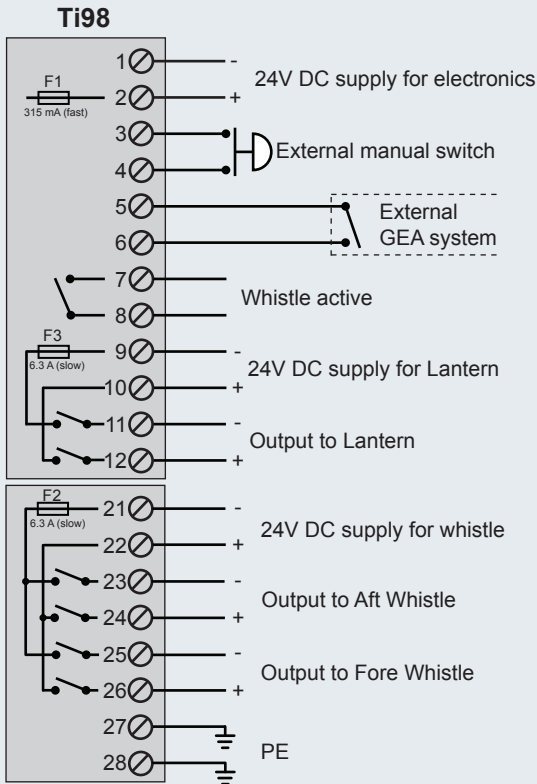 Ti98
1 -
24V DC supply for electronics
F1
2 +
315 mA (fast)
3
External manual switch
4
5
External
GEA system
6
7
Whistle active
8
F3
9 -
6.3 A (slow)
24V DC supply for Lantern
10 +
11 -
Output to Lantern
12 +
F2
21 -
6.3 A (slow)
24V DC supply for whistle
22 +
23 -
Output to Aft Whistle
24 +
25 -
Output to Fore Whistle
26 +
27
PE
28